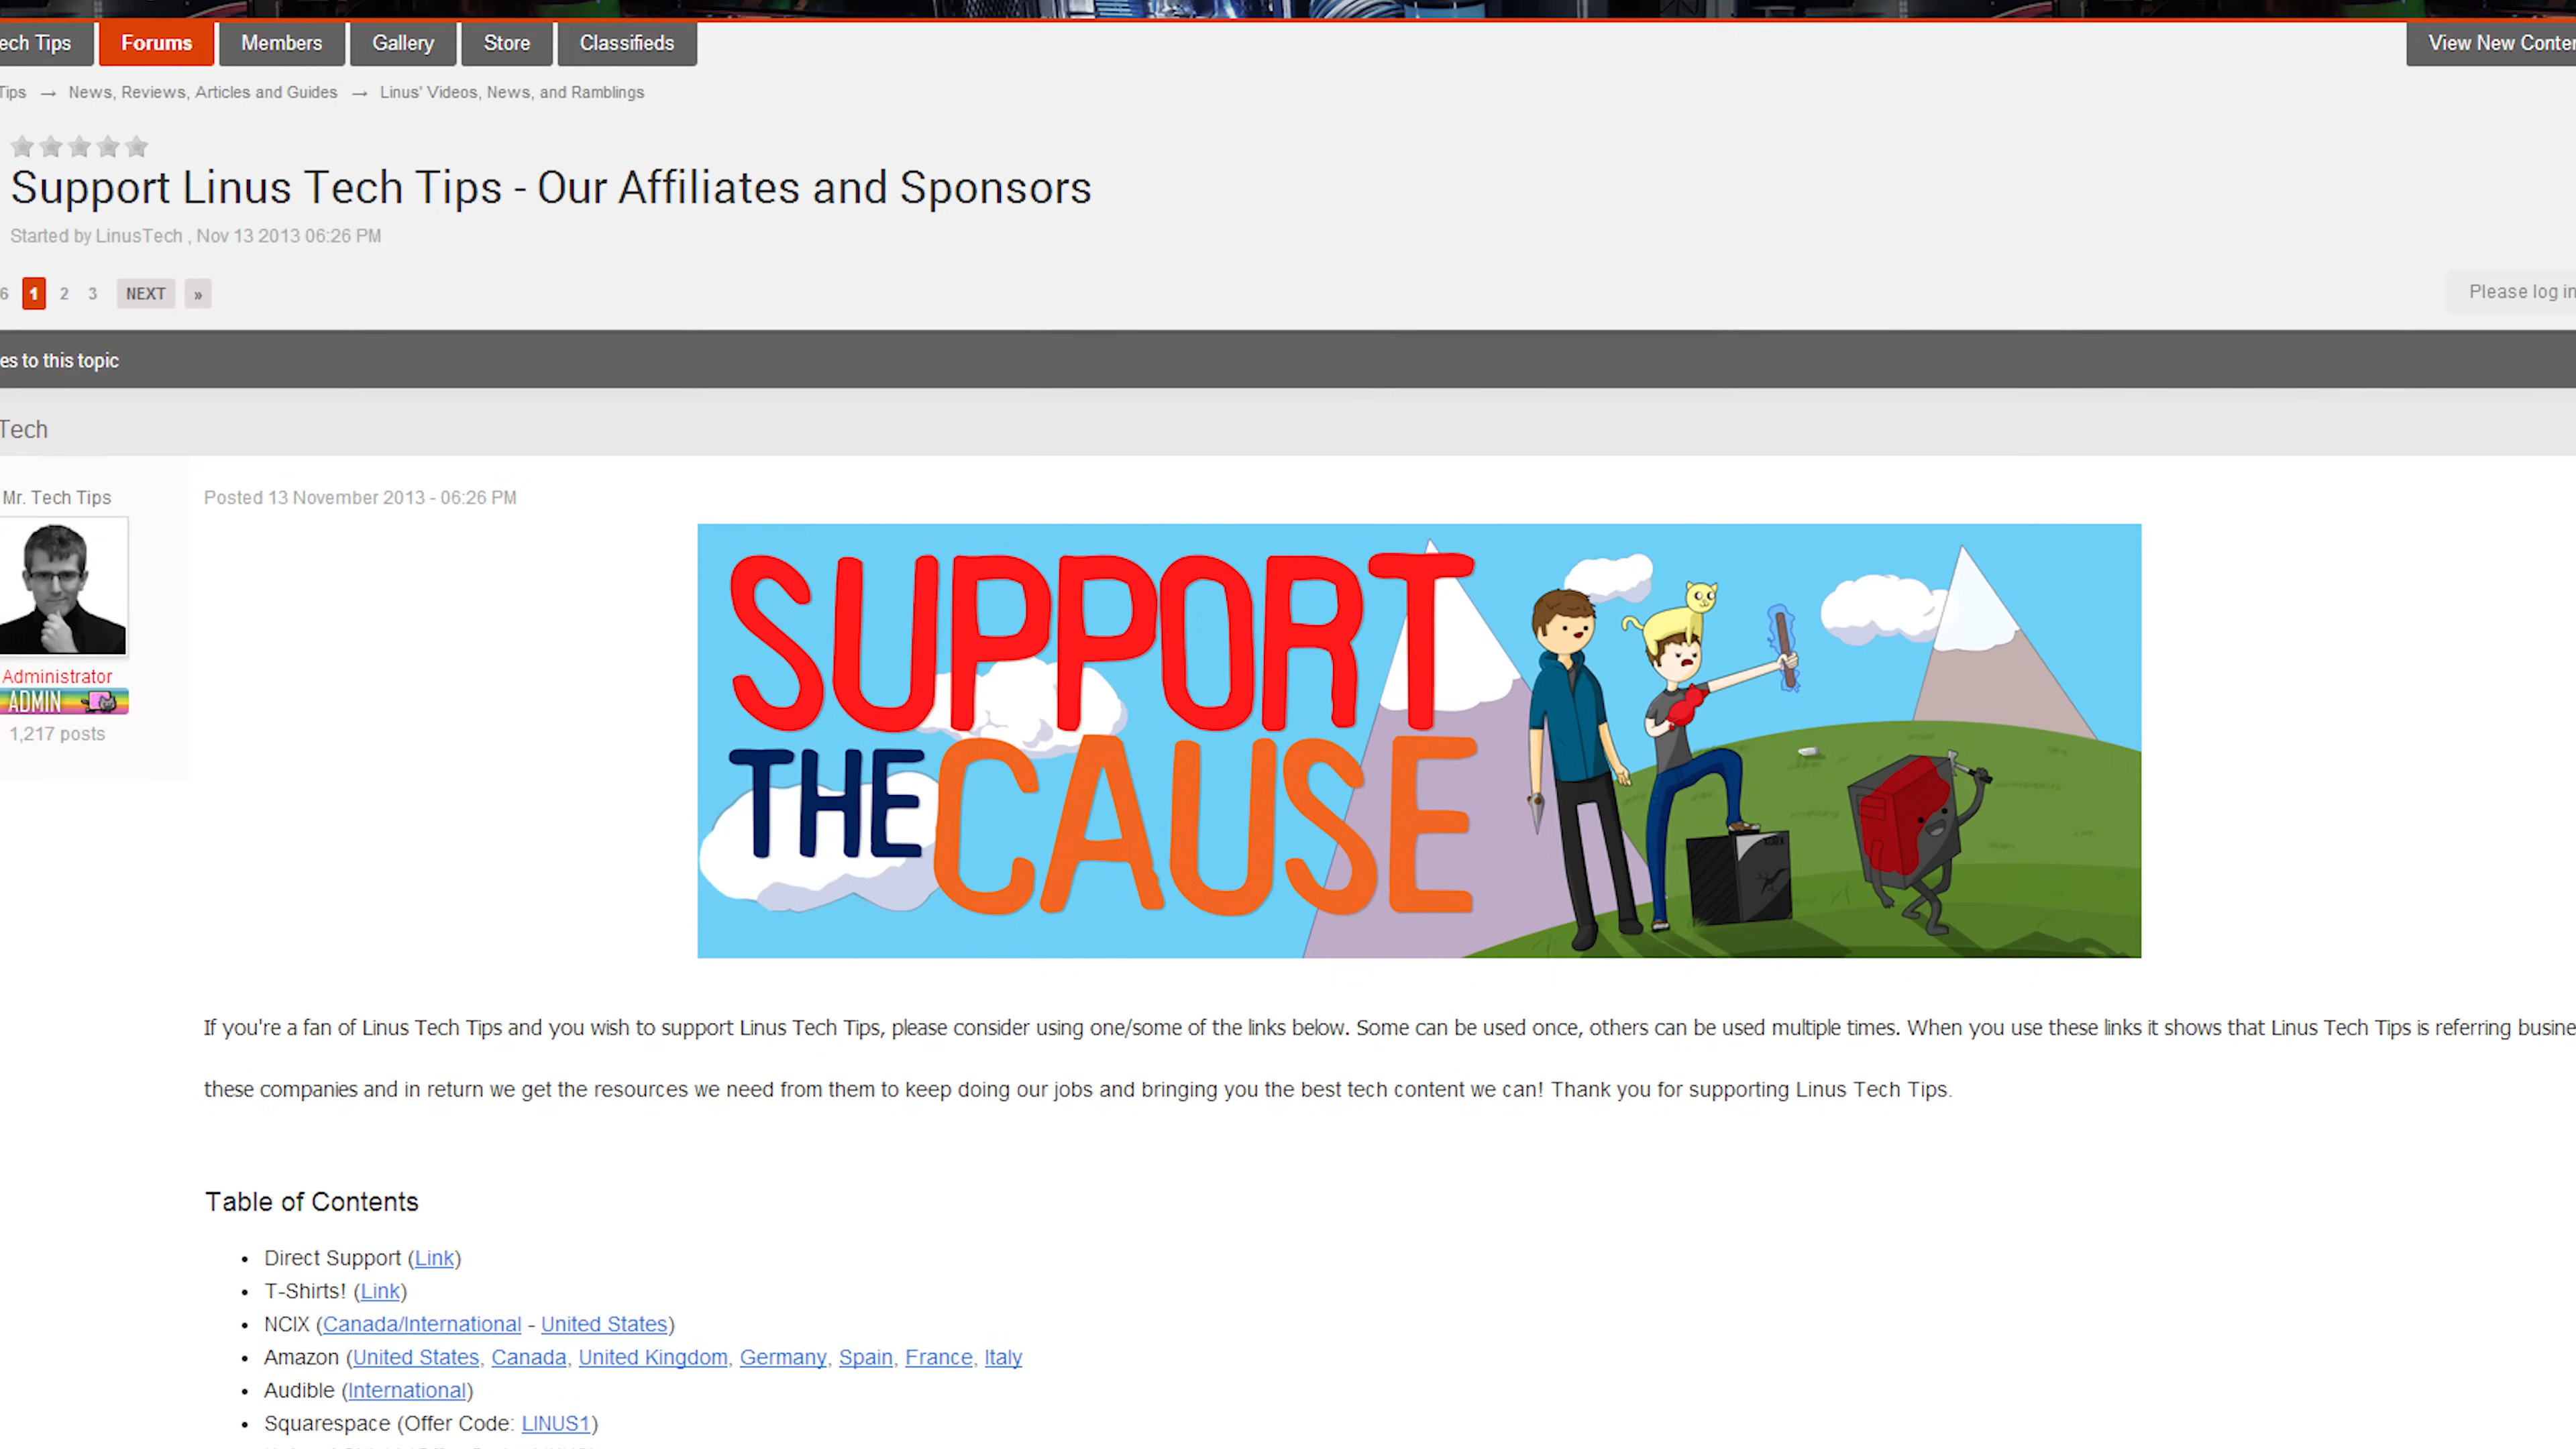 ech Tips Forums Members Gallery Store Classifieds View New Conten
Tips → News, Reviews, Articles and Guides → Linus' Videos, News, and Ramblings
Support Linus Tech Tips - Our Affiliates and Sponsors
Started by LinusTech , Nov 13 2013 06:26 PM
6 1 2 3 NEXT » Please log in
es to this topic
Tech
Mr. Tech Tips
Posted 13 November 2013 - 06:26 PM
Administrator
ADMIN
1,217 posts
SUPPORT
THE CAUSE
If you're a fan of Linus Tech Tips and you wish to support Linus Tech Tips, please consider using one/some of the links below. Some can be used once, others can be used multiple times. When you use these links it shows that Linus Tech Tips is referring busine
these companies and in return we get the resources we need from them to keep doing our jobs and bringing you the best tech content we can! Thank you for supporting Linus Tech Tips.
Table of Contents
• Direct Support (Link)
• T-Shirts! (Link)
• NCIX (Canada/International - United States)
• Amazon (United States, Canada, United Kingdom, Germany, Spain, France, Italy
• Audible (International)
• Squarespace (Offer Code: LINUS1)